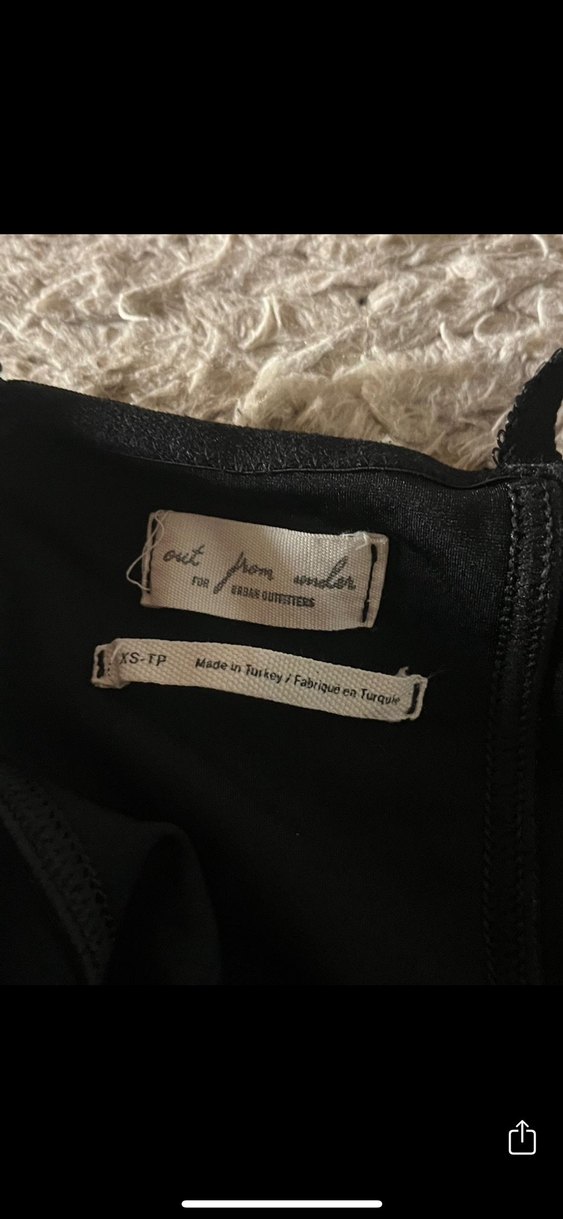 out from under
FOR URBAN OUTFITTERS
XS-TP Made in Turkey / Fabriqué en Turquie